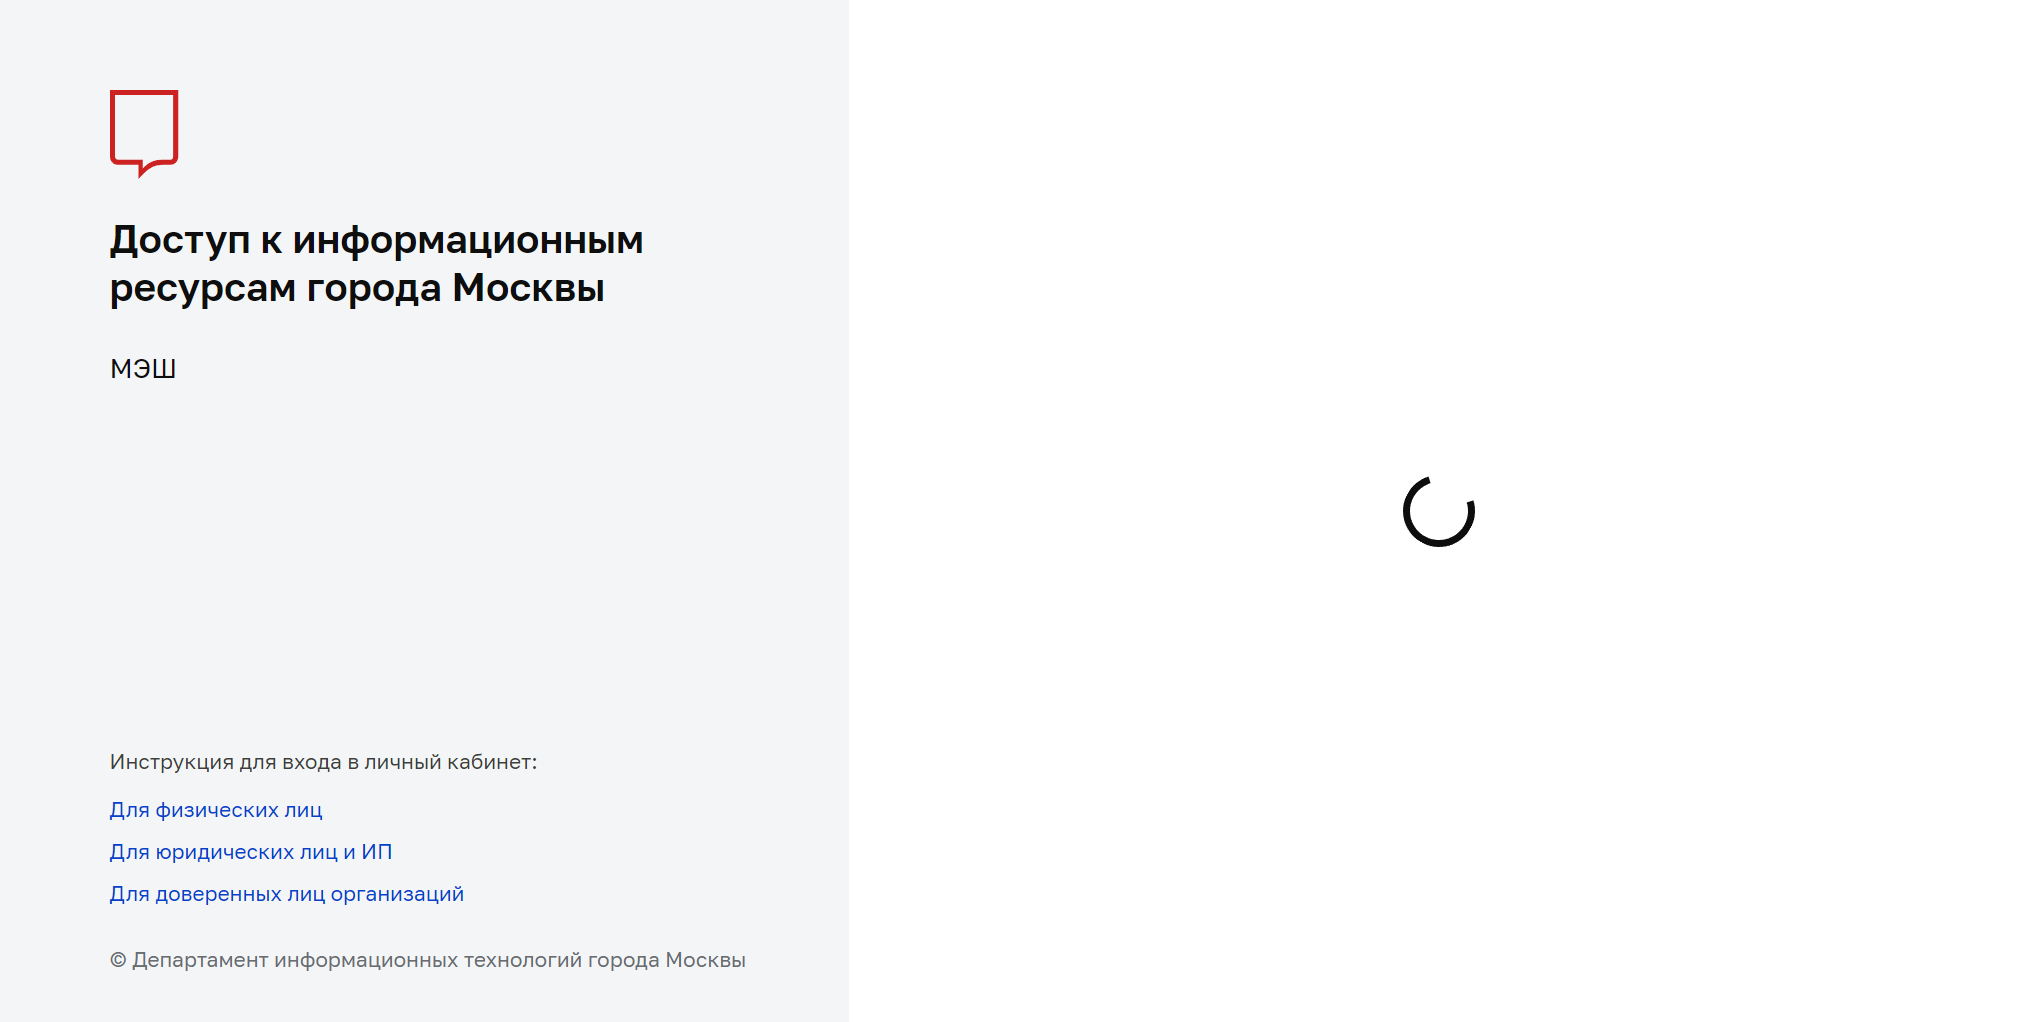 Доступ к информационным
ресурсам города Москвы
МЭШ
Инструкция для входа в личный кабинет:
Для физических лиц
Для юридических лиц и ИП
Для доверенных лиц организаций
© Департамент информационных технологий города Москвы